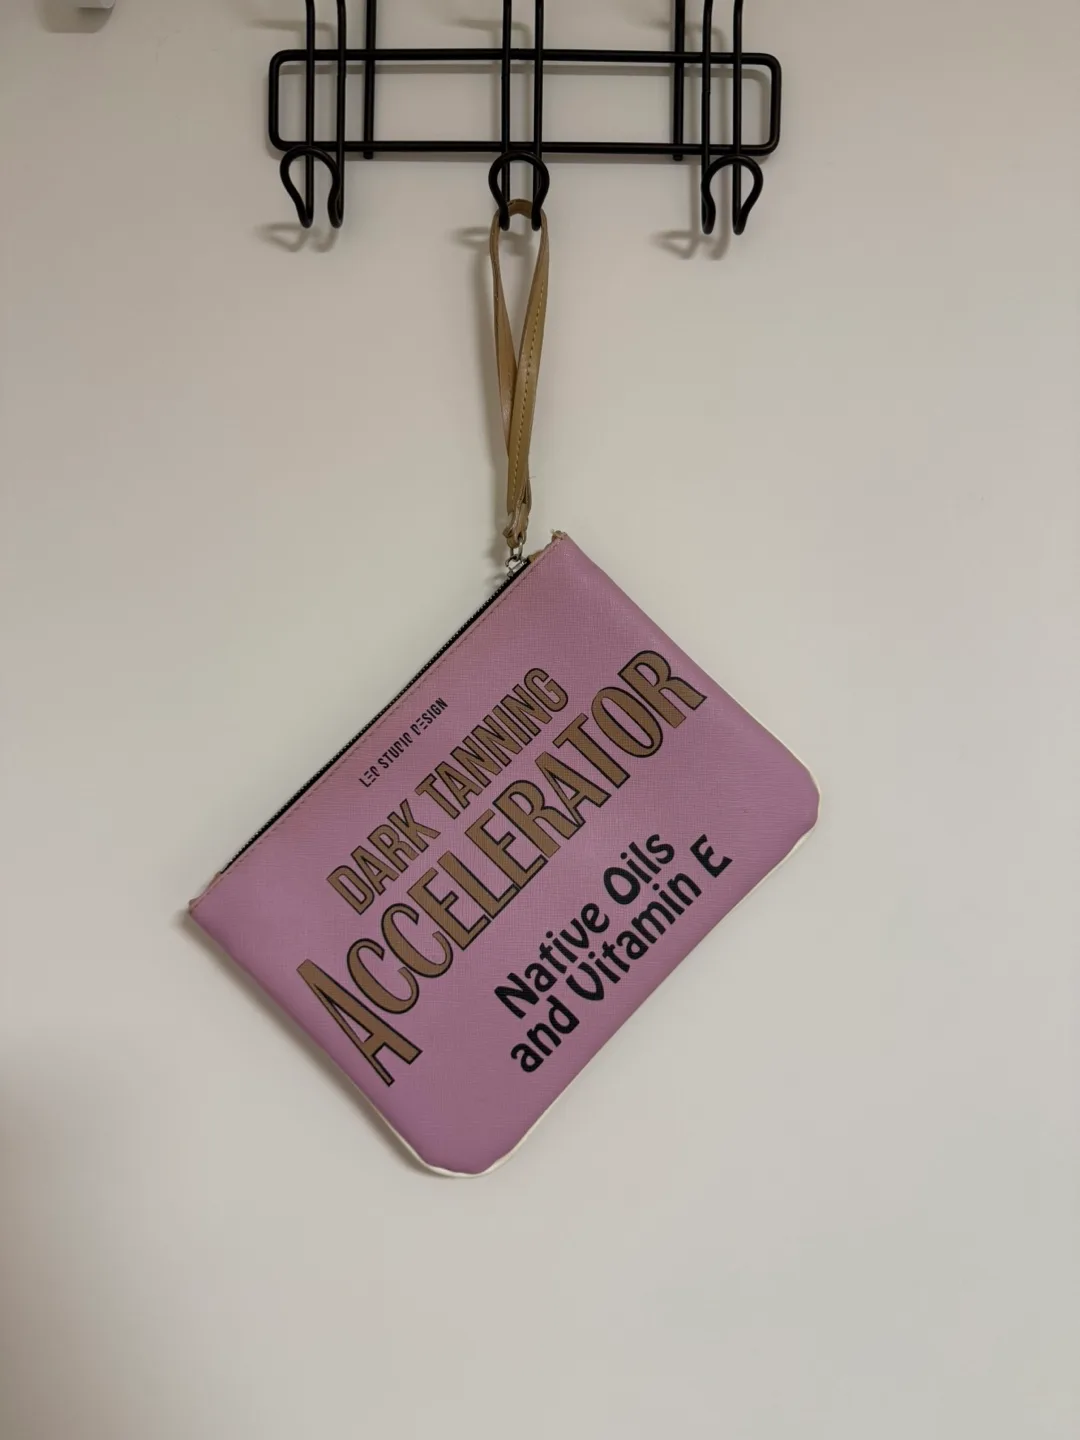 LEO STUDIO DESIGN
DARK TANNING
ACCELERATOR
Native Oils
and Vitamin E